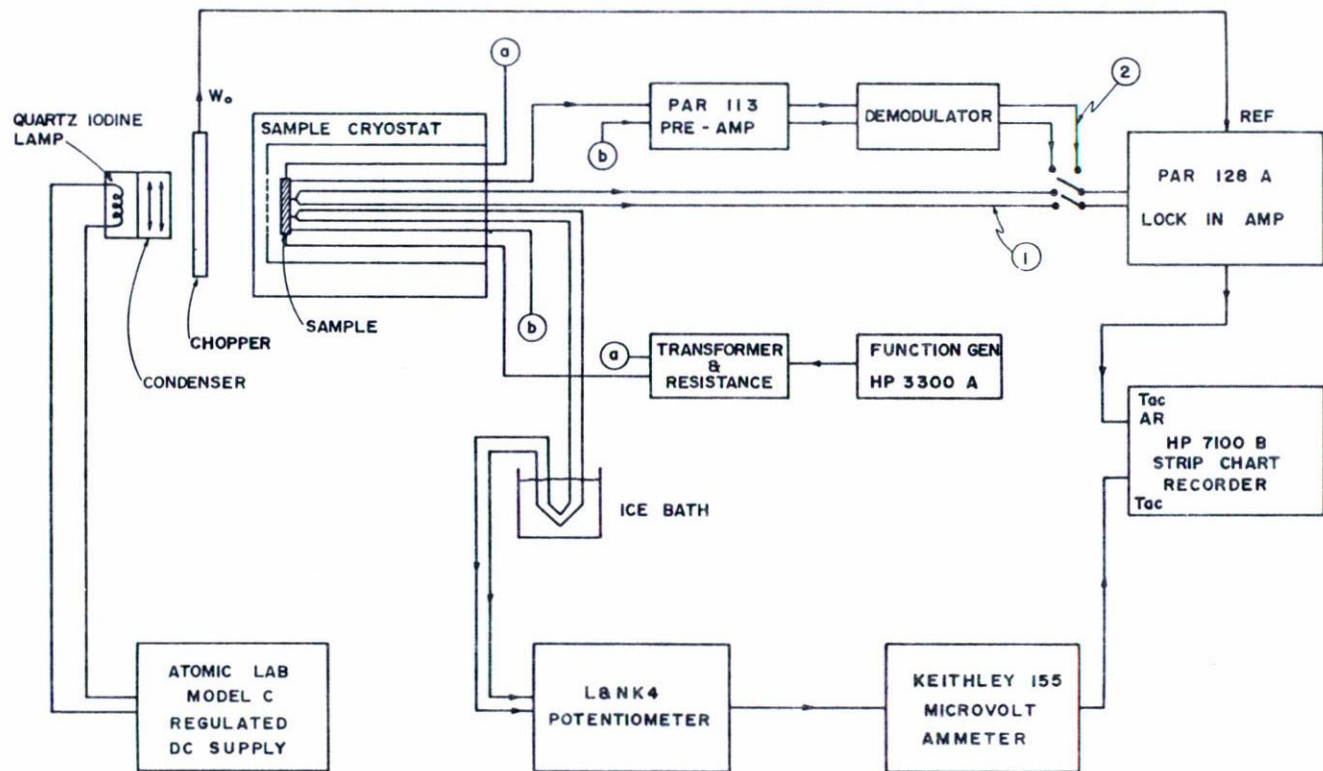 a
2
W₀
QUARTZ IODINE
LAMP
SAMPLE CRYOSTAT
PAR 113
PRE-AMP
DEMODULATOR
REF
b
PAR 128 A
LOCK IN AMP
1
SAMPLE
b
CHOPPER
CONDENSER
a
TRANSFORMER
&
RESISTANCE
FUNCTION GEN
HP 3300 A
Tac
AR
HP 7100 B
STRIP CHART
RECORDER
Tac
ICE BATH
ATOMIC LAB
MODEL C
REGULATED
DC SUPPLY
L&NK4
POTENTIOMETER
KEITHLEY 155
MICROVOLT
AMMETER